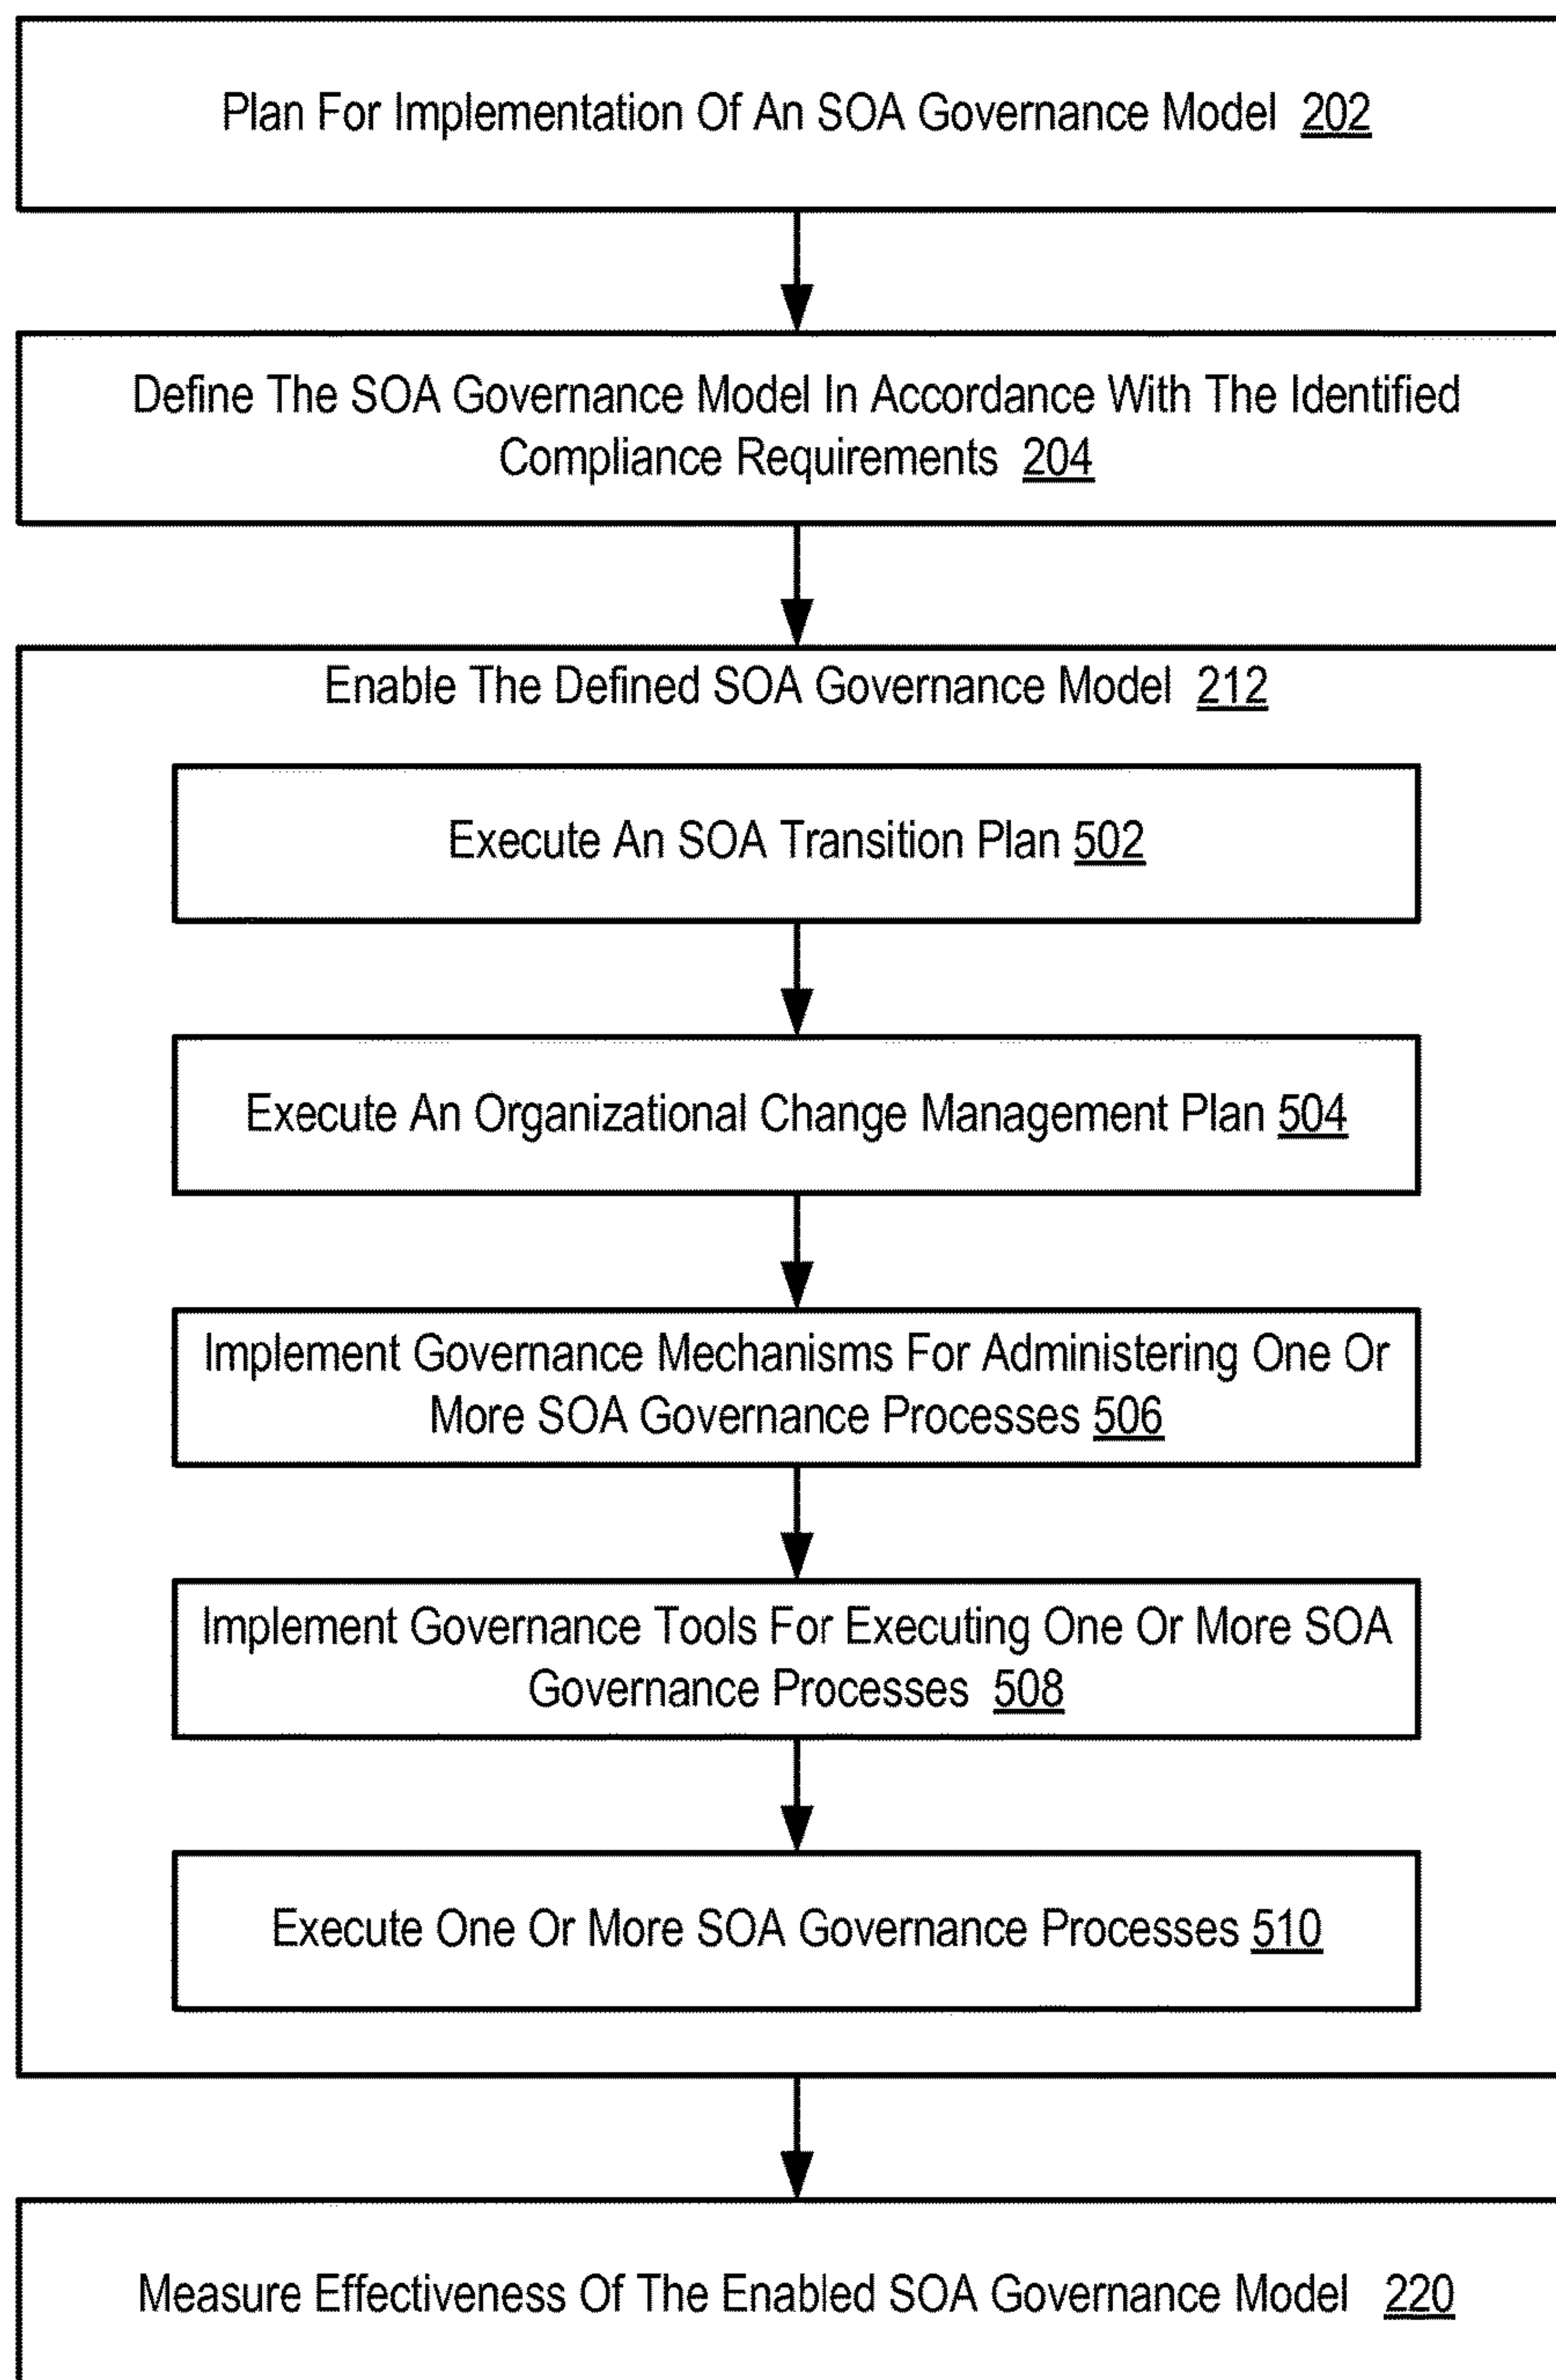 Plan For Implementation Of An SOA Governance Model 202
Define The SOA Governance Model In Accordance With The Identified
Compliance Requirements 204
Enable The Defined SOA Governance Model 212
Execute An SOA Transition Plan 502
Execute An Organizational Change Management Plan 504
Implement Governance Mechanisms For Administering One Or
More SOA Governance Processes 506
Implement Governance Tools For Executing One Or More SOA
Governance Processes 508
Execute One Or More SOA Governance Processes 510
Measure Effectiveness Of The Enabled SOA Governance Model 220